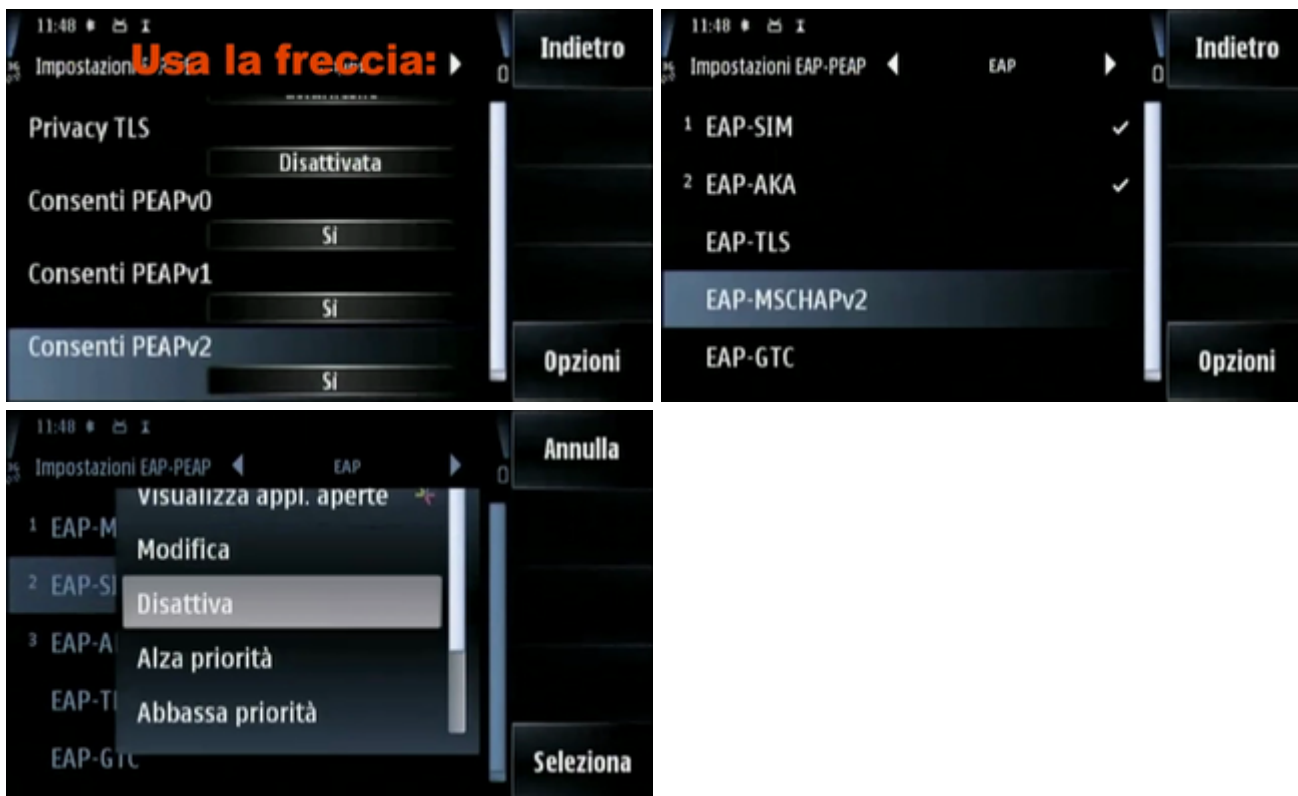 11:48
Impostazioni Usa la freccia:
Indietro
Privacy TLS
Disattivata
Consenti PEAPv0
Sì
Consenti PEAPv1
Sì
Consenti PEAPv2
Sì
Opzioni
11:48
Impostazioni EAP-PEAP EAP
Indietro
1 EAP-SIM
2 EAP-AKA
EAP-TLS
EAP-MSCHAPv2
EAP-GTC
Opzioni
11:48
Impostazioni EAP-PEAP EAP
Annulla
Visualizza appl. aperte
1 EAP-M
Modifica
2 EAP-SI
Disattiva
3 EAP-A
Alza priorità
EAP-TL
Abbassa priorità
EAP-GTC
Seleziona